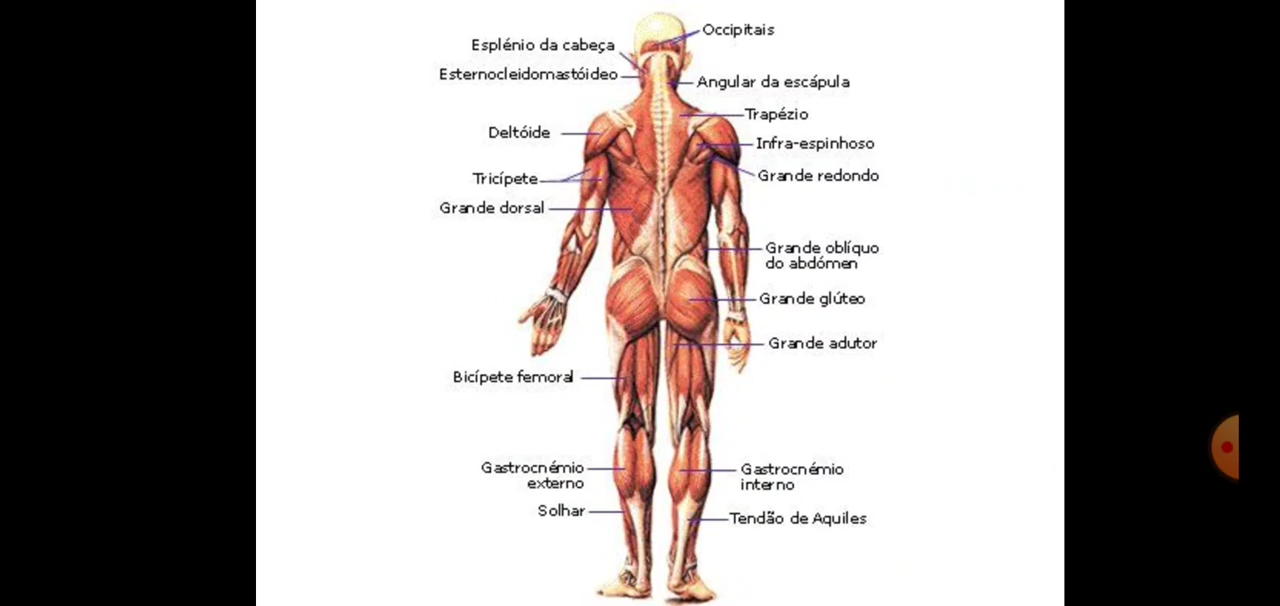 Occipitais
Esplénio da cabeça
Esternocleidomastóideo
Angular da escápula
Trapézio
Deltóide
Infra-espinhoso
Grande redondo
Tricípete
Grande dorsal
Grande oblíquo
do abdómen
Grande glúteo
Grande adutor
Bicípete femoral
Gastrocnémio
externo
Gastrocnémio
interno
Solhar
Tendão de Aquiles